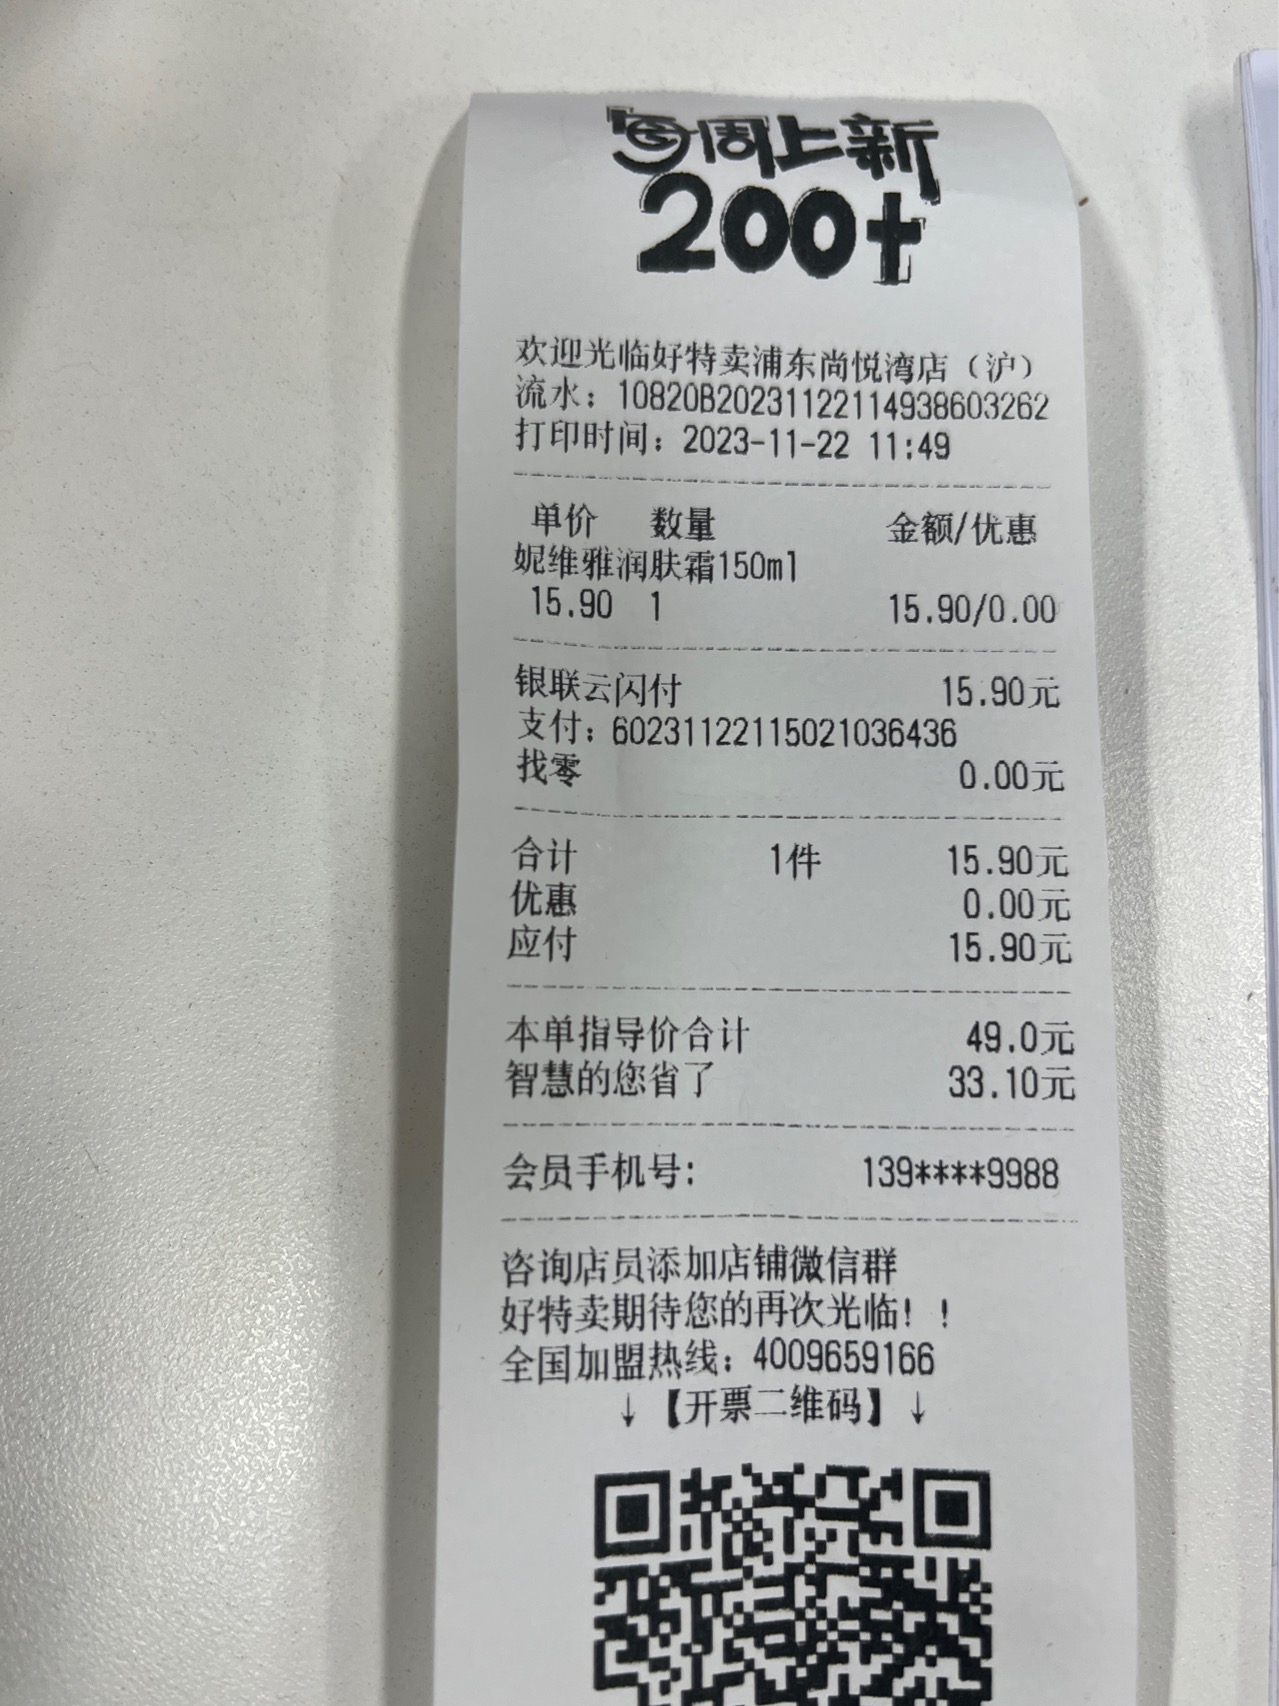 每周上新
200+
欢迎光临好特卖浦东尚悦湾店（沪）
流水：10820B20231122114938603262
打印时间：2023-11-22 11:49
单价 数量 金额/优惠
妮维雅润肤霜150ml
15.90 1 15.90/0.00
银联云闪付 15.90元
支付：60231122115021036436
找零 0.00元
合计 1件 15.90元
优惠 0.00元
应付 15.90元
本单指导价合计 49.0元
智慧的您省了 33.10元
会员手机号： 139****9988
咨询店员添加店铺微信群
好特卖期待您的再次光临！！
全国加盟热线：4009659166
↓【开票二维码】↓